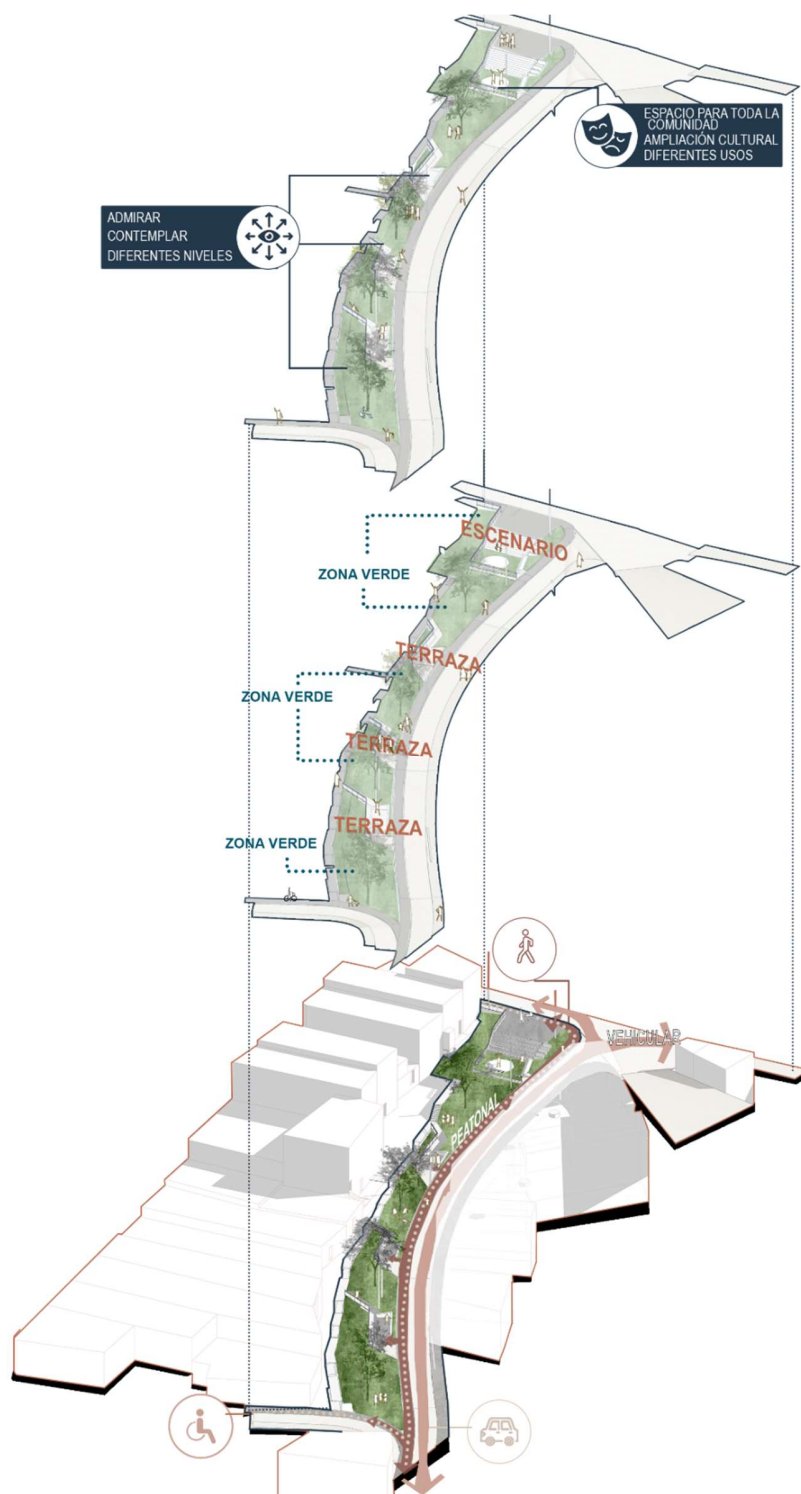 ESPACIO PARA TODA LA
COMUNIDAD
AMPLIACIÓN CULTURAL
DIFERENTES USOS
ADMIRAR
CONTEMPLAR
DIFERENTES NIVELES
ESCENARIO
ZONA VERDE
TERRAZA
ZONA VERDE
TERRAZA
TERRAZA
ZONA VERDE
VEHICULAR
PEATONAL